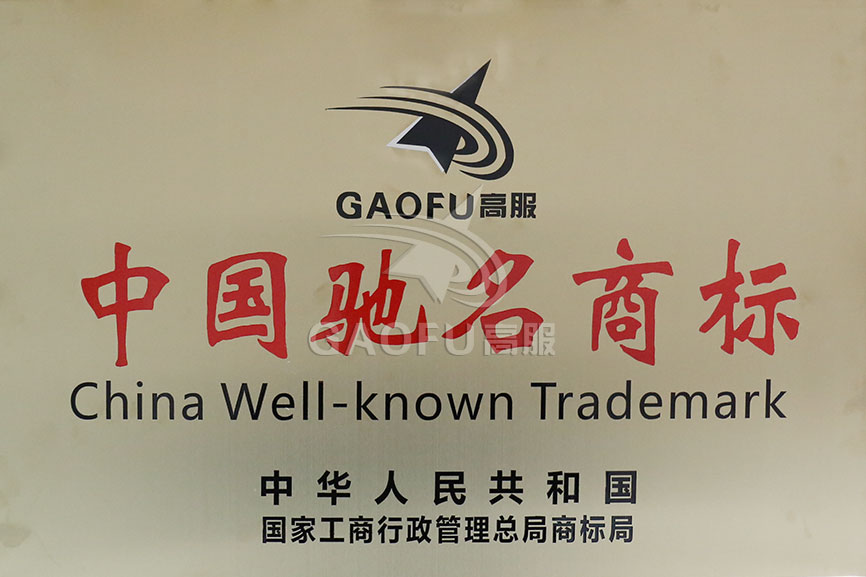 GAOFU高服
中国驰名商标
GAOFU高服
China Well-known Trademark
中华人民共和国
国家工商行政管理总局商标局